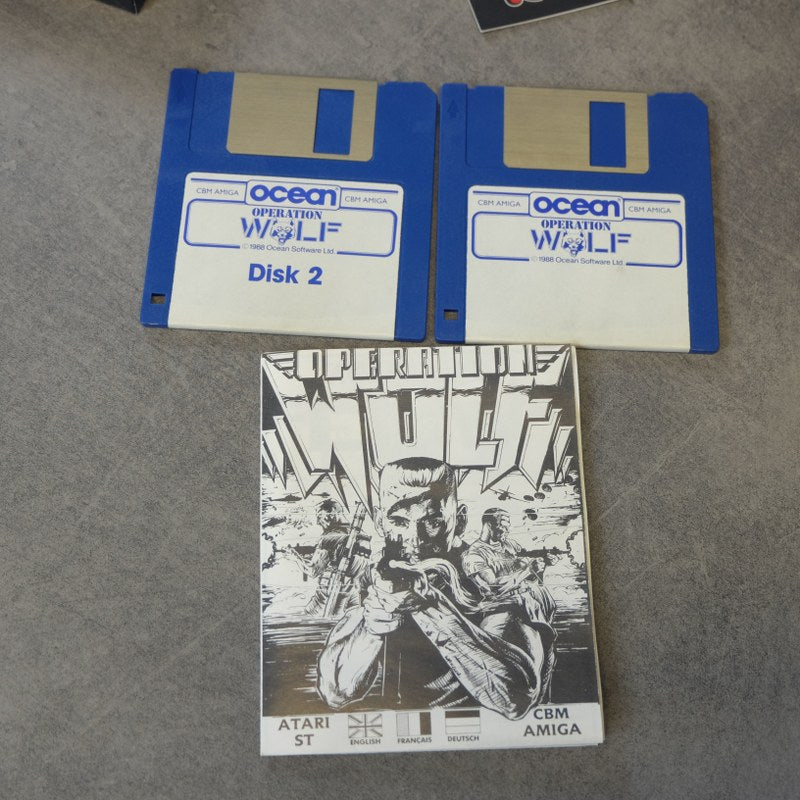 CBM AMIGA ocean CBM AMIGA
OPERATION
WOLF
©1988 Ocean Software Ltd.
Disk 2
CBM AMIGA ocean CBM AMIGA
OPERATION
WOLF
©1988 Ocean Software Ltd.
OPERATION
WOLF
ATARI
ST
ENGLISH
FRANÇAIS
DEUTSCH
CBM
AMIGA